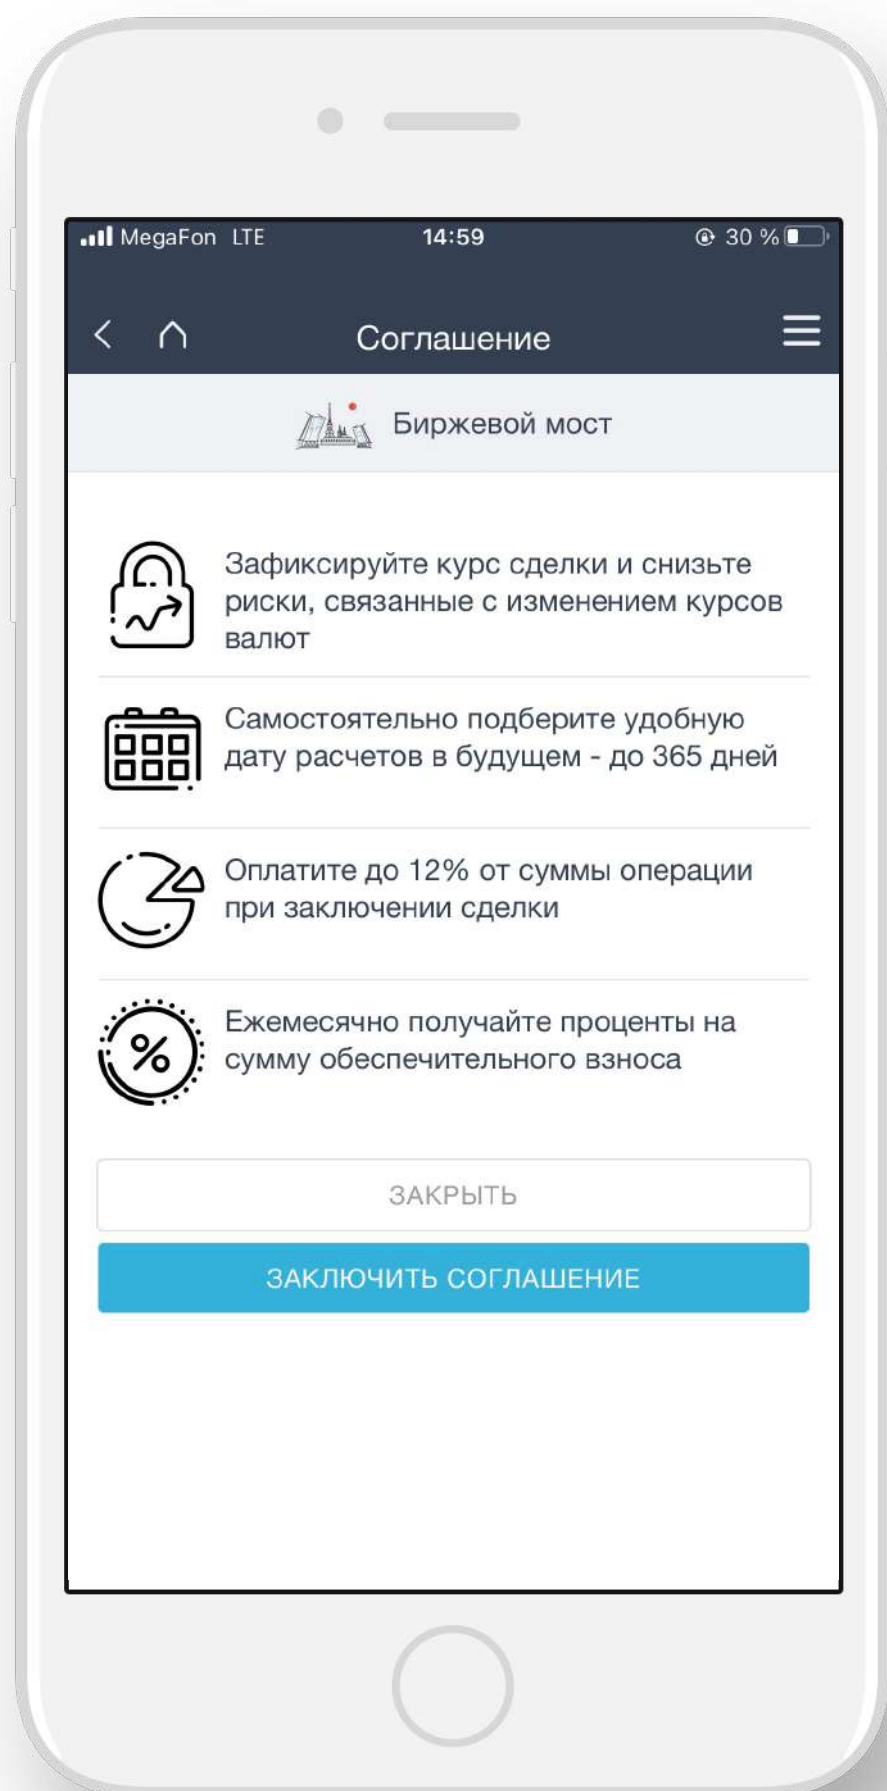 MegaFon LTE 14:59 30 %
Соглашение
Биржевой мост
Зафиксируйте курс сделки и снизьте
риски, связанные с изменением курсов
валют
Самостоятельно подберите удобную
дату расчетов в будущем - до 365 дней
Оплатите до 12% от суммы операции
при заключении сделки
%
Ежемесячно получайте проценты на
сумму обеспечительного взноса
ЗАКРЫТЬ
ЗАКЛЮЧИТЬ СОГЛАШЕНИЕ